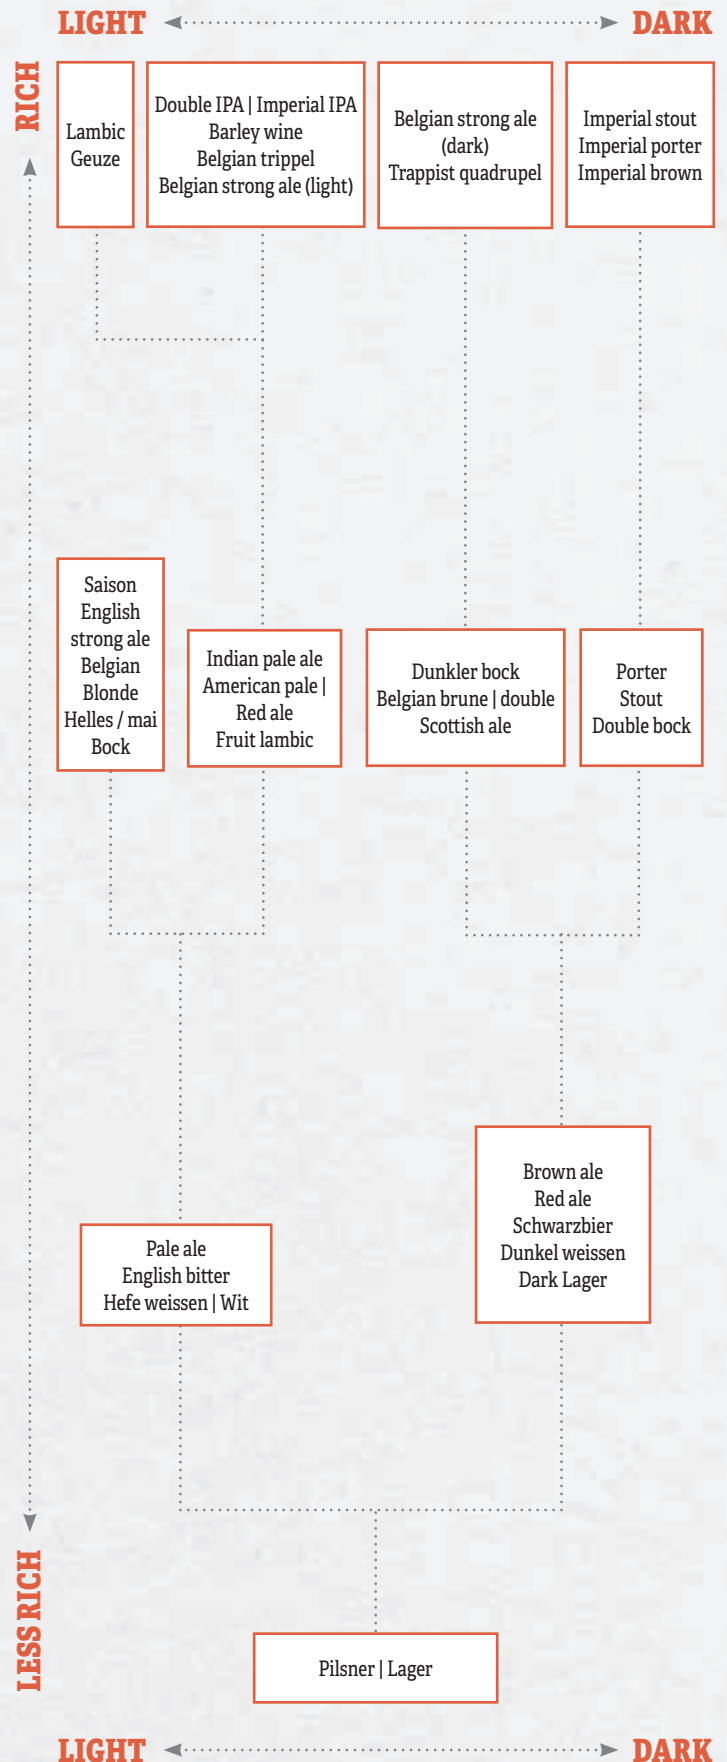 LIGHT
DARK
RICH
Lambic
Geuze
Double IPA | Imperial IPA
Barley wine
Belgian trippel
Belgian strong ale (light)
Belgian strong ale
(dark)
Trappist quadrupel
Imperial stout
Imperial porter
Imperial brown
Saison
English
strong ale
Belgian
Blonde
Helles / mai
Bock
Indian pale ale
American pale |
Red ale
Fruit lambic
Dunkler bock
Belgian brune | double
Scottish ale
Porter
Stout
Double bock
Pale ale
English bitter
Hefe weissen | Wit
Brown ale
Red ale
Schwarzbier
Dunkel weissen
Dark Lager
LESS RICH
Pilsner | Lager
LIGHT
DARK